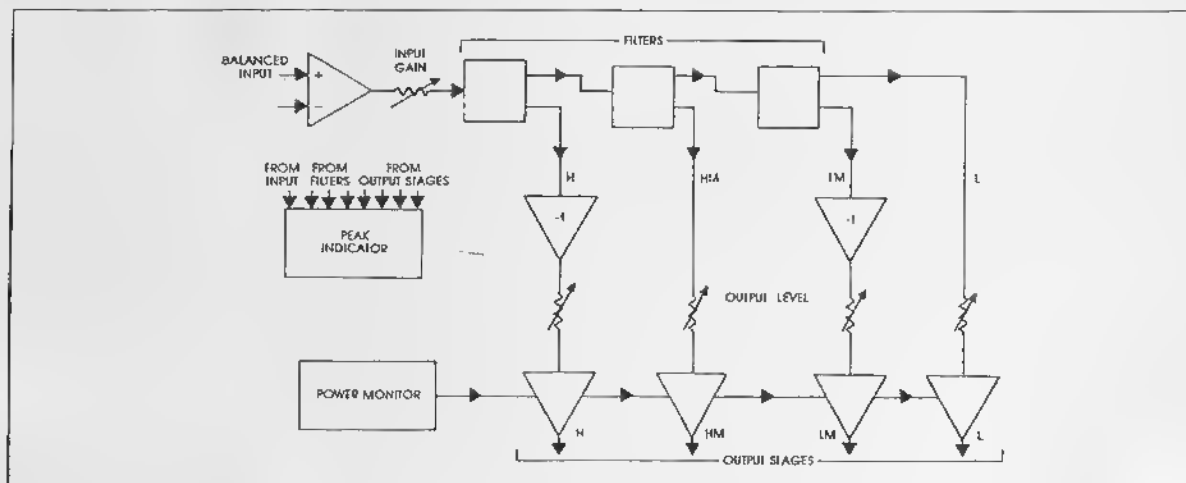 FILTERS
BALANCED
INPUT
INPUT
GAIN
+
−
FROM
INPUT
FROM
FILTERS
FROM
OUTPUT STAGES
PEAK
INDICATOR
H
HM
LM
L
-1
-1
OUTPUT LEVEL
POWER MONITOR
H
HM
LM
L
OUTPUT STAGES